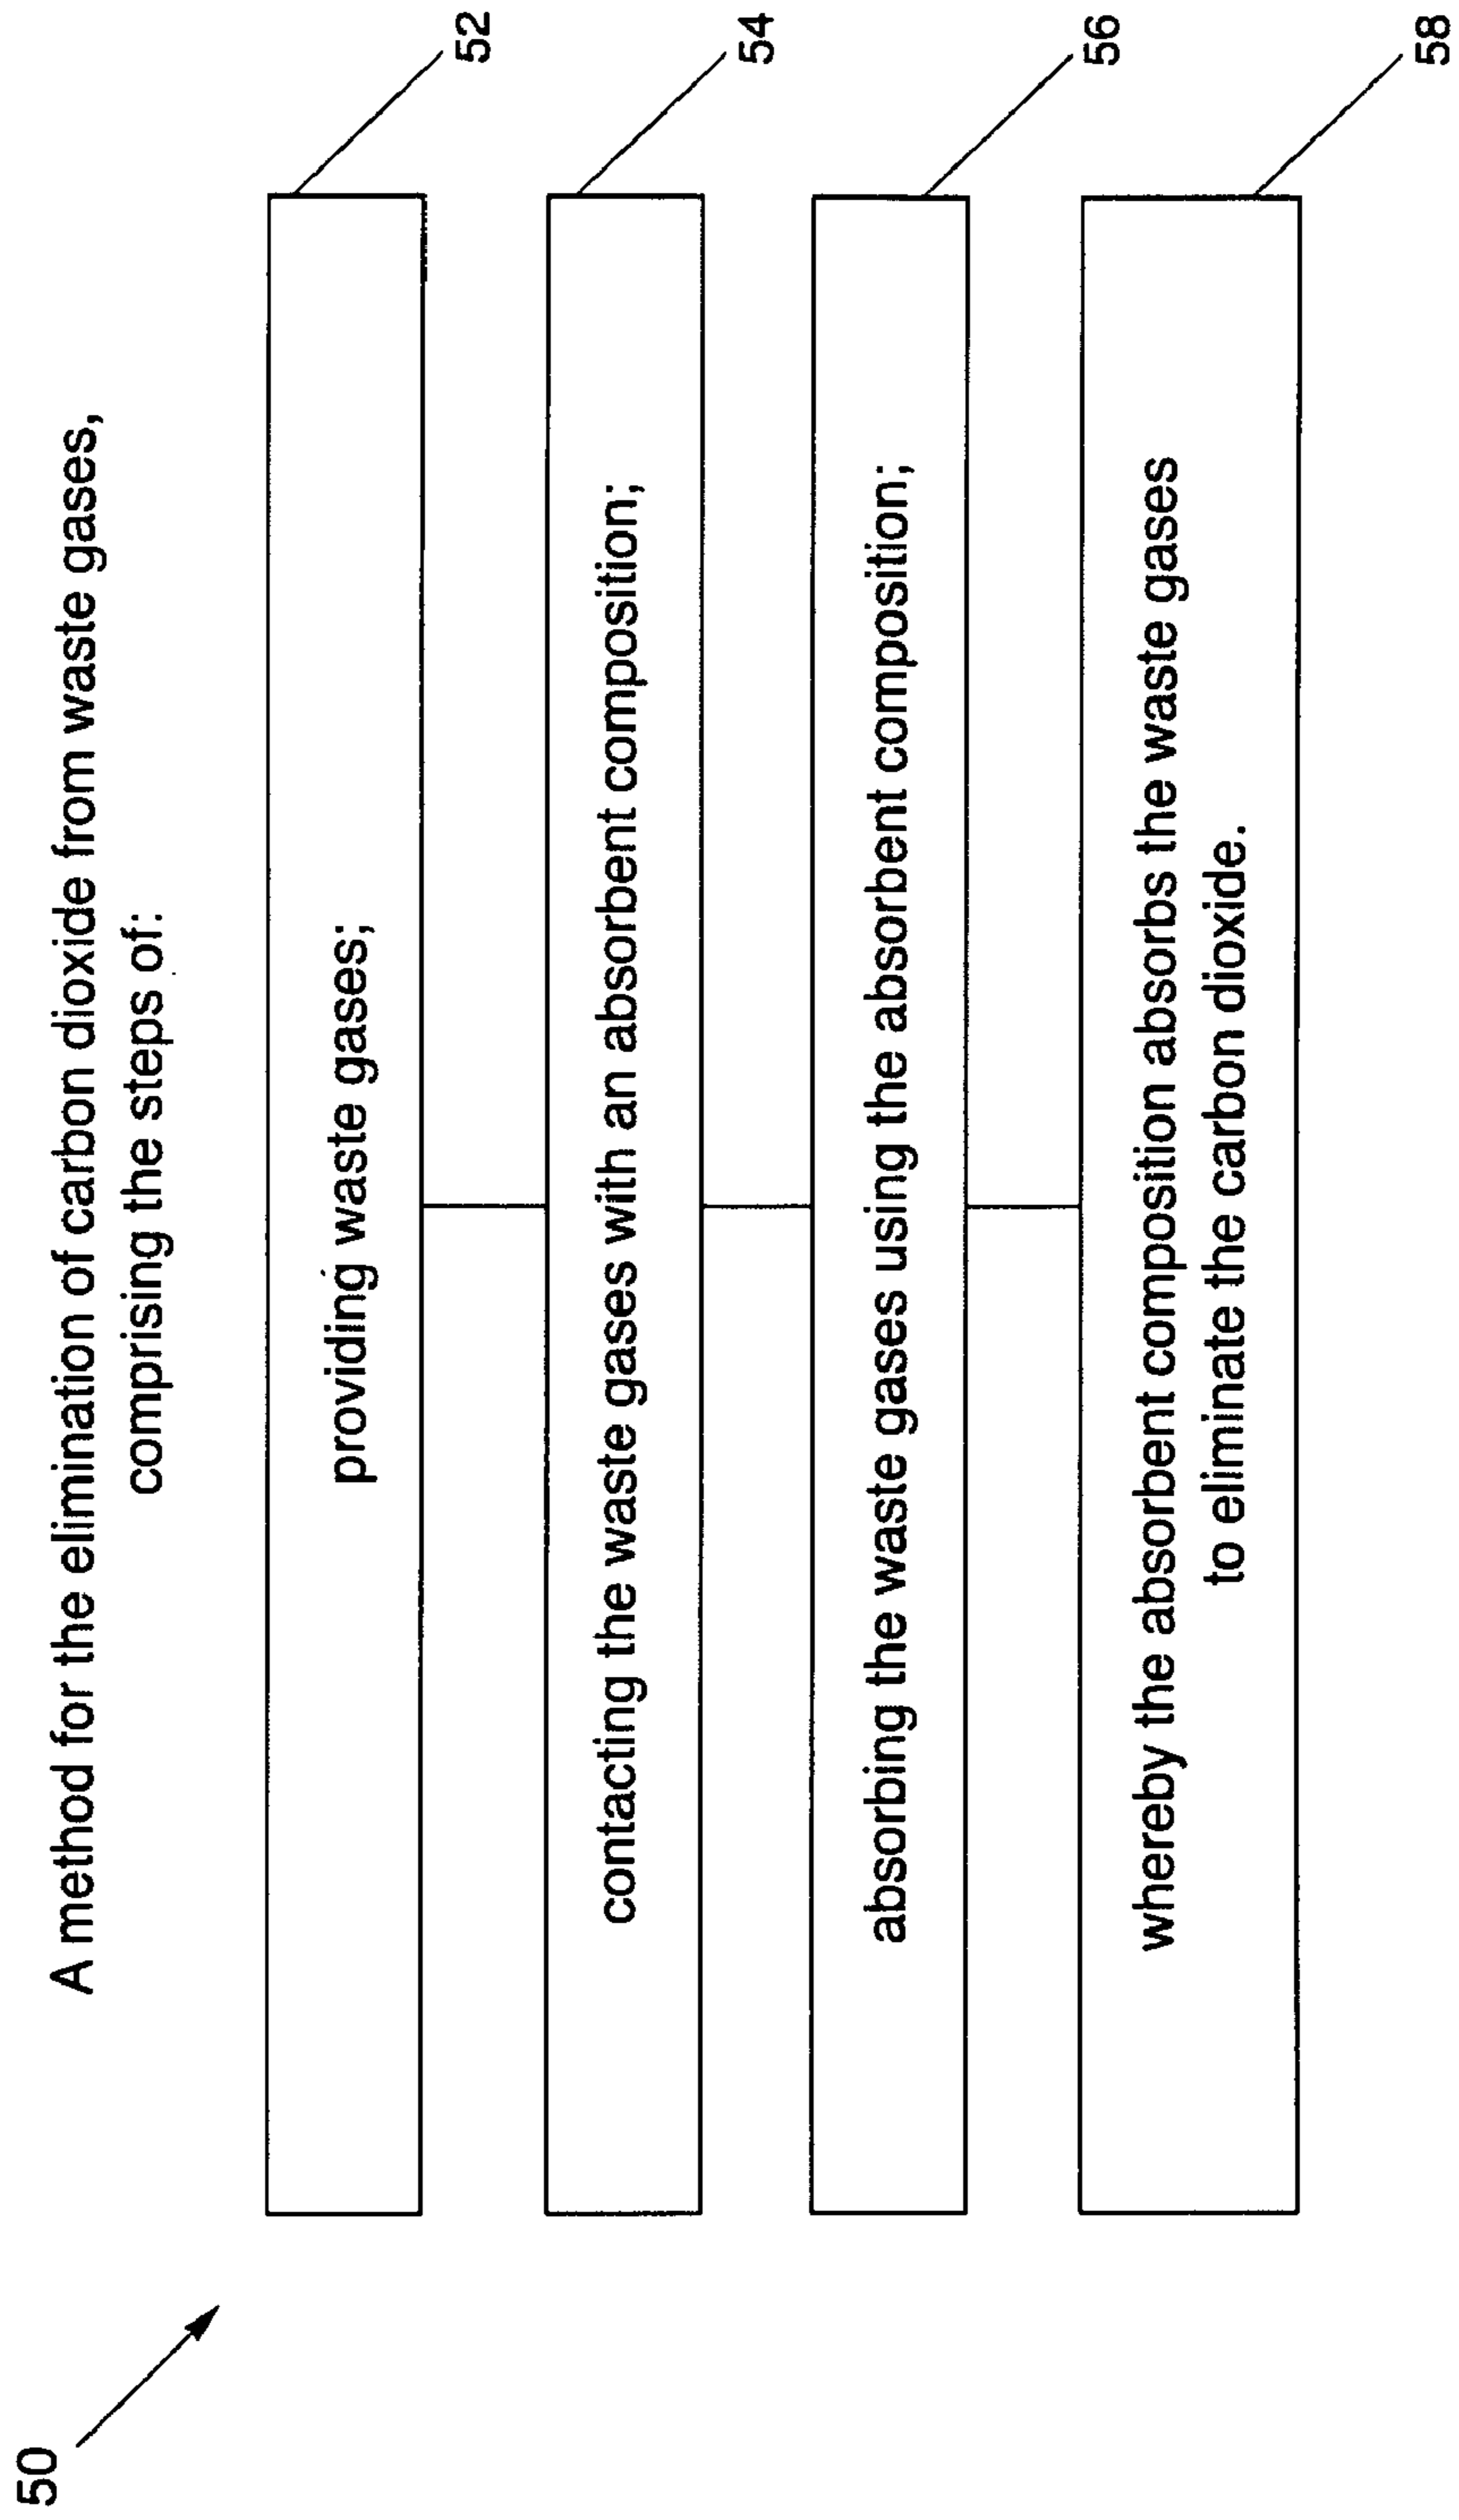 50
A method for the elimination of carbon dioxide from waste gases,
comprising the steps of:
providing waste gases;
52
contacting the waste gases with an absorbent composition;
54
absorbing the waste gases using the absorbent composition;
56
whereby the absorbent composition absorbs the waste gases
to eliminate the carbon dioxide.
58